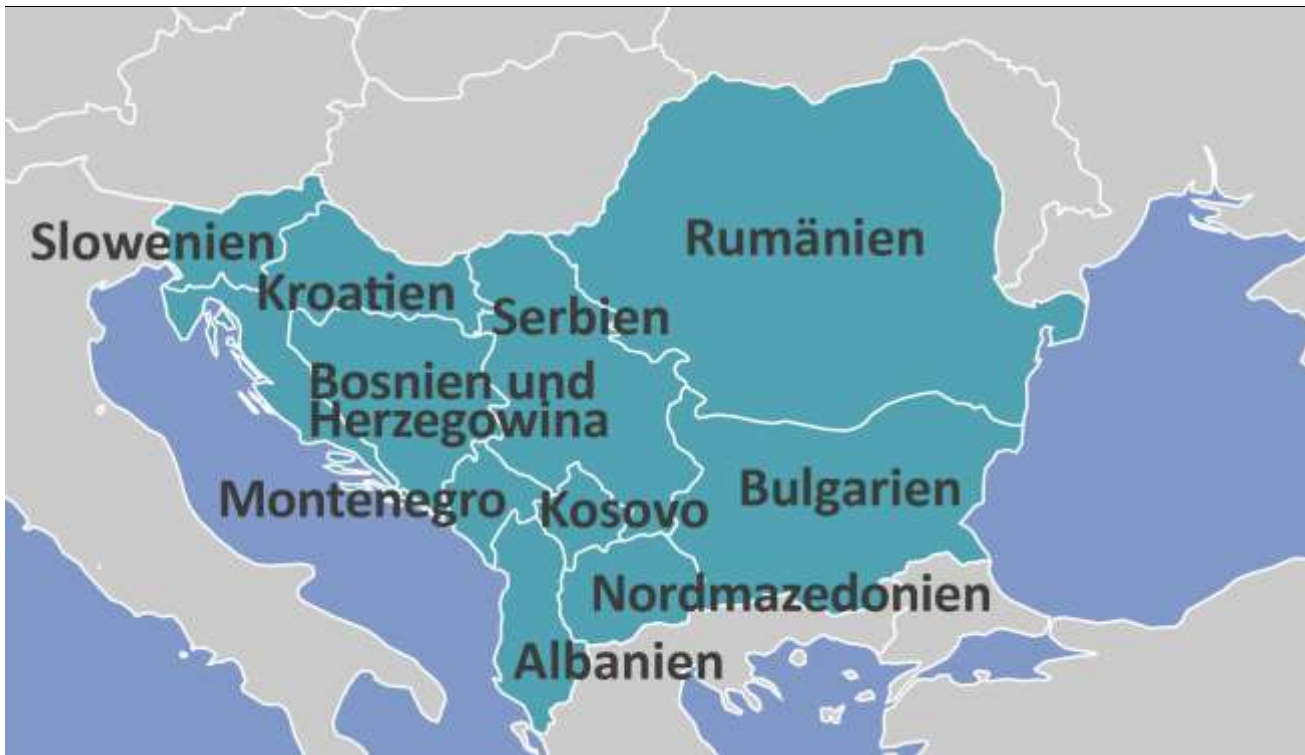 Slowenien
Rumänien
Kroatien
Serbien
Bosnien und
Herzegowina
Montenegro
Kosovo
Bulgarien
Nordmazedonien
Albanien